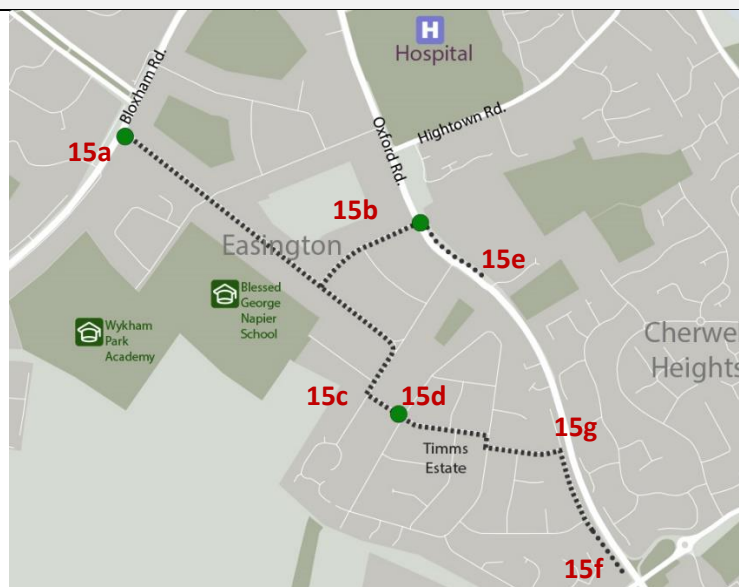 H
Hospital
Bloxham Rd.
15a
Oxford Rd.
Hightown Rd.
15b
Easington
15e
Blessed
George
Napier
School
Wykham
Park
Academy
Cherwe
Heights
15c
15d
15g
Timms
Estate
15f